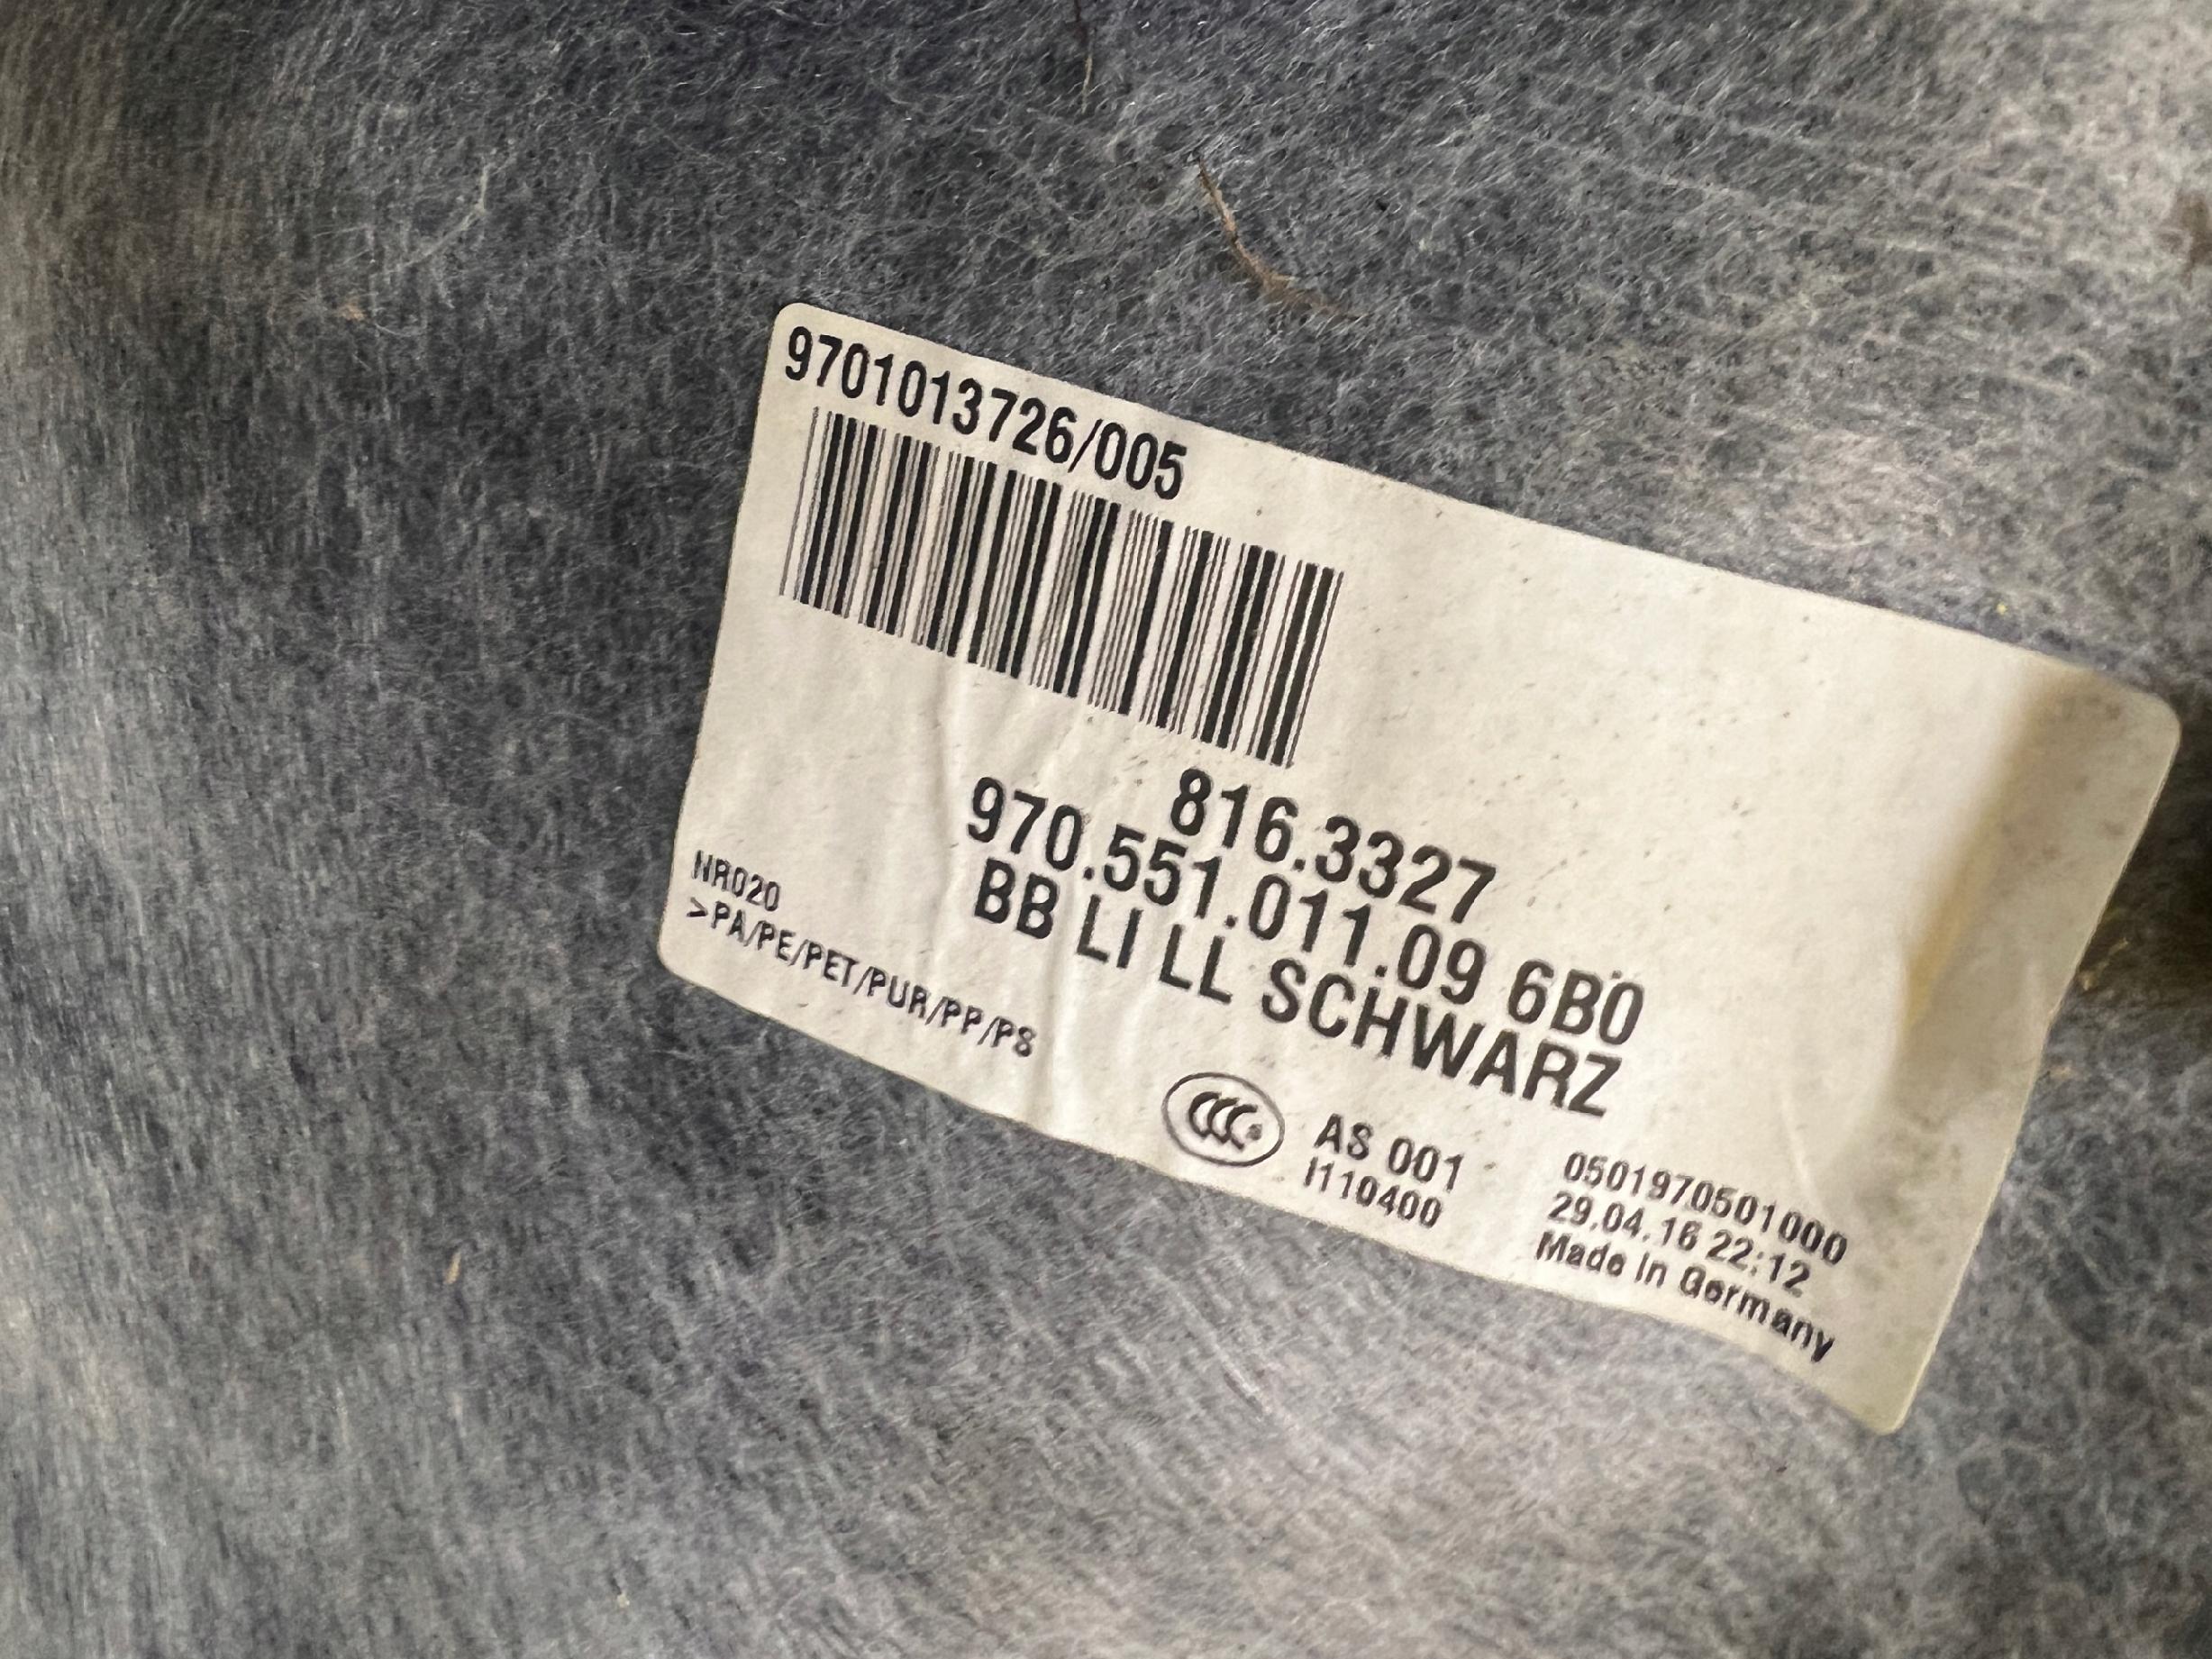 9701013726/005
816.3327
970.551.011.09 6B0
BB LI LL SCHWARZ
NR020
>PA/PE/PET/PUR/PP/PS
CCC S
AS 001
I110400
0501970501000
29.04.16 22:12
Made in Germany